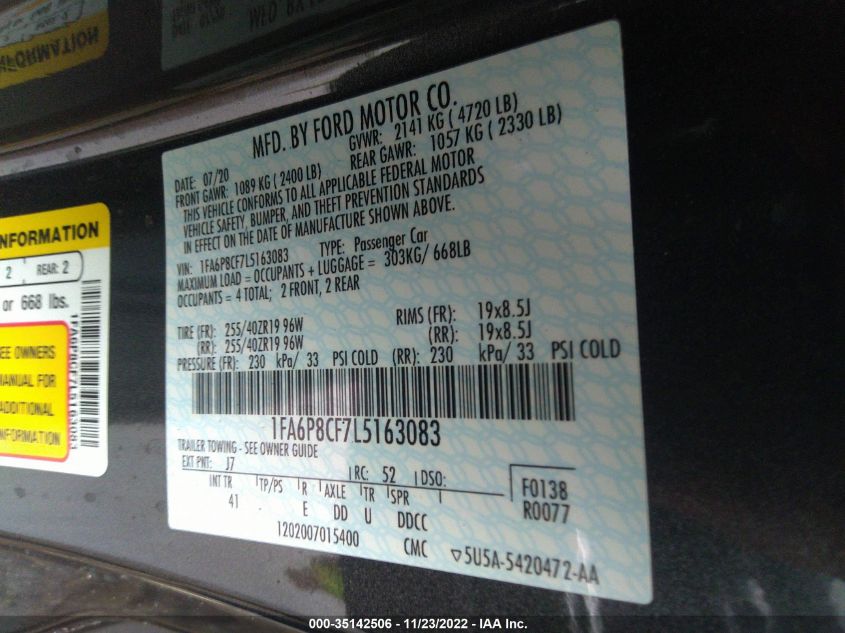 INFORMATION
WED
MFD. BY FORD MOTOR CO.
DATE: 07/20 GVWR: 2141 KG ( 4720 LB)
FRONT GAWR: 1089 KG ( 2400 LB) REAR GAWR: 1057 KG ( 2330 LB)
THIS VEHICLE CONFORMS TO ALL APPLICABLE FEDERAL MOTOR
VEHICLE SAFETY, BUMPER, AND THEFT PREVENTION STANDARDS
IN EFFECT ON THE DATE OF MANUFACTURE SHOWN ABOVE.
VIN: 1FA6P8CF7L5163083 TYPE: Passenger Car
MAXIMUM LOAD = OCCUPANTS + LUGGAGE = 303KG/ 668LB
OCCUPANTS = 4 TOTAL; 2 FRONT, 2 REAR
TIRE (FR): 255/40ZR19 96W RIMS (FR): 19x8.5J
(RR): 255/40ZR19 96W (RR): 19x8.5J
PRESSURE (FR): 230 kPa/ 33 PSI COLD (RR): 230 kPa/ 33 PSI COLD
1FA6P8CF7L5163083
TRAILER TOWING - SEE OWNER GUIDE
EXT PNT: J7 RC: 52 DSO:
INT TR TP/PS R AXLE TR SPR
41 E DD U DDCC
F0138
R0077
1202007015400 CMC ▽5U5A-5420472-AA
NFORMATION
2 REAR: 2
or 668 lbs.
EE OWNERS
MANUAL FOR
ADDITIONAL
1FA6P8CF7L5163083
000-35142506 - 11/23/2022 - IAA Inc.